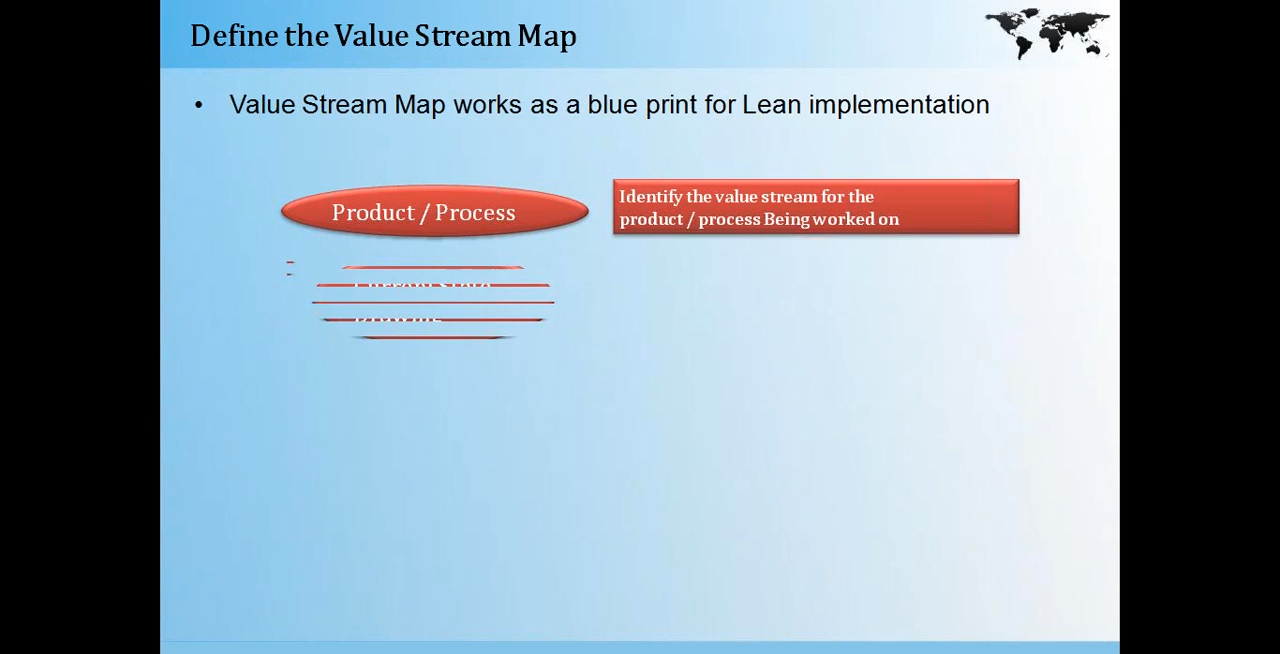 Define the Value Stream Map
• Value Stream Map works as a blue print for Lean implementation
Product / Process
Identify the value stream for the
product / process Being worked on